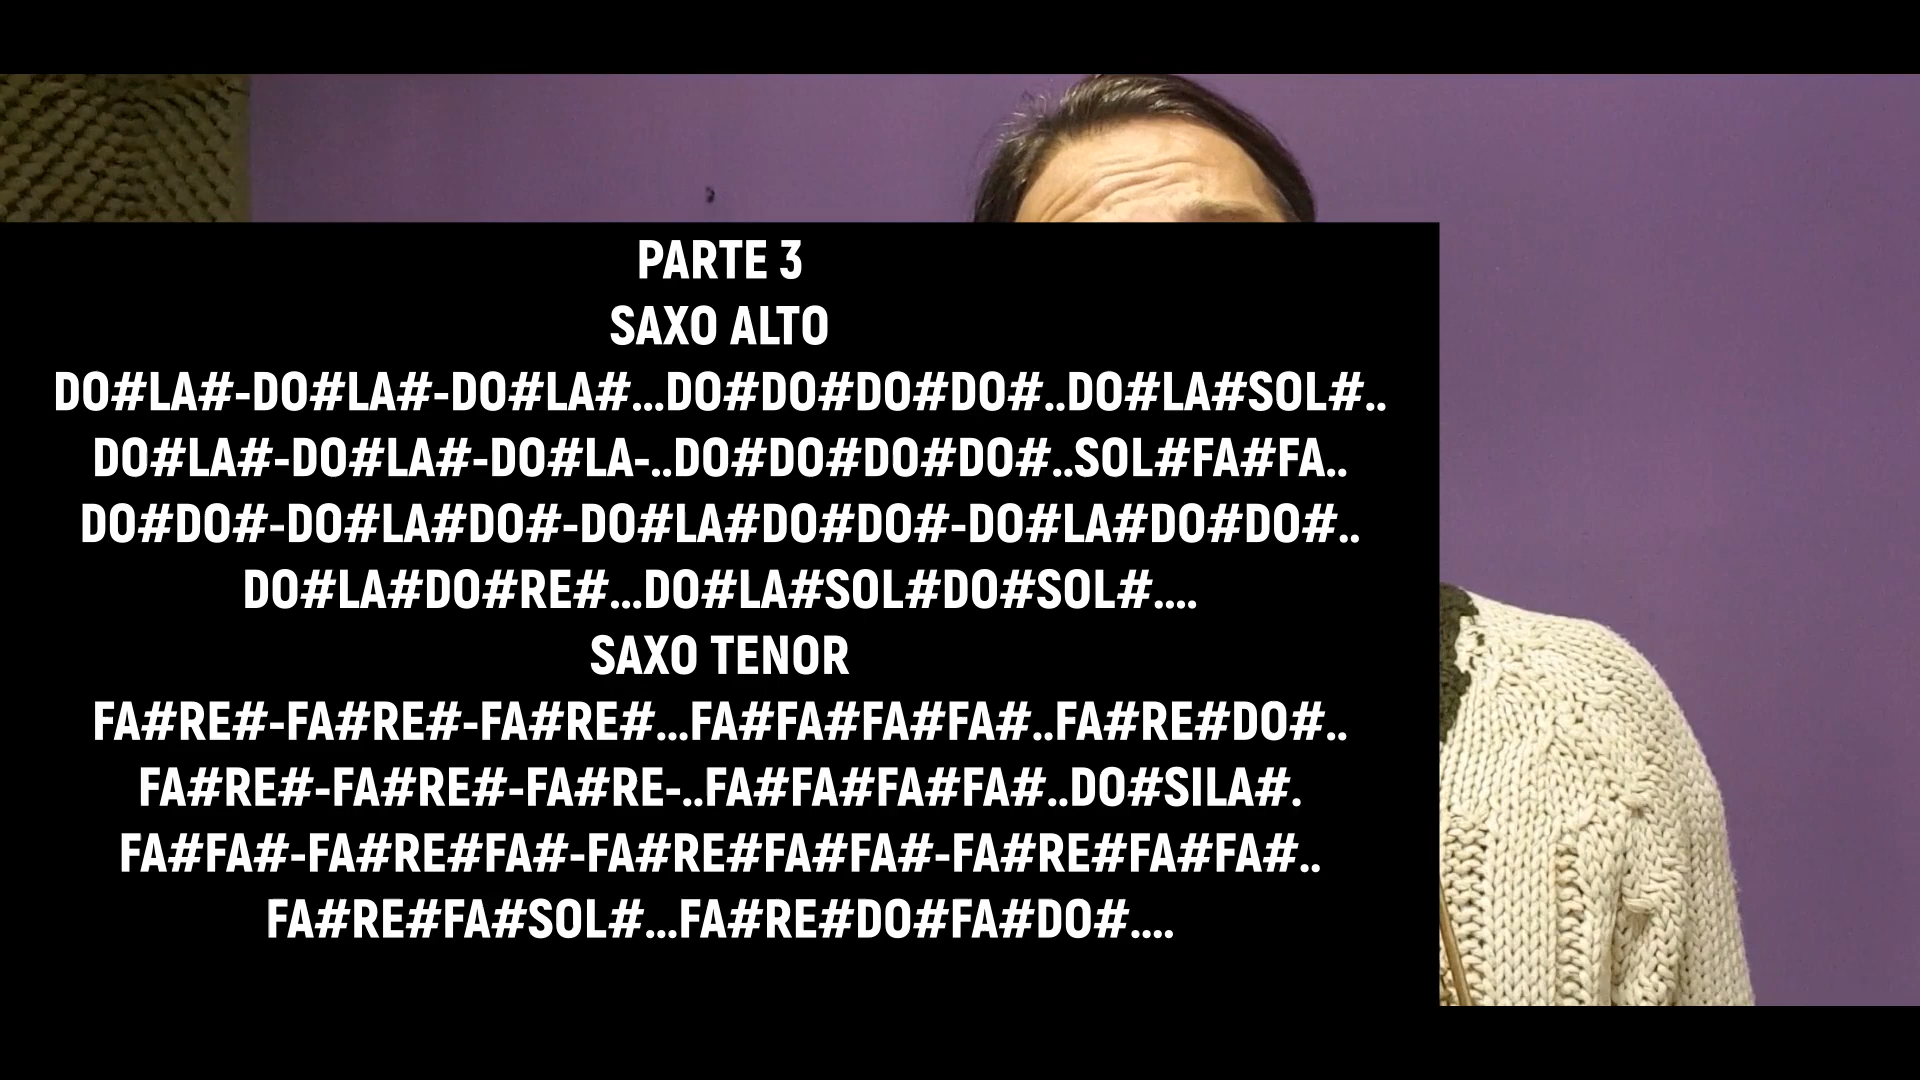 PARTE 3
SAXO ALTO
DO#LA#-DO#LA#-DO#LA#...DO#DO#DO#DO#..DO#LA#SOL#..
DO#LA#-DO#LA#-DO#LA-..DO#DO#DO#DO#..SOL#FA#FA..
DO#DO#-DO#LA#DO#-DO#LA#DO#DO#-DO#LA#DO#DO#..
DO#LA#DO#RE#...DO#LA#SOL#DO#SOL#....
SAXO TENOR
FA#RE#-FA#RE#-FA#RE#...FA#FA#FA#FA#..FA#RE#DO#..
FA#RE#-FA#RE#-FA#RE-..FA#FA#FA#FA#..DO#SILA#.
FA#FA#-FA#RE#FA#-FA#RE#FA#FA#-FA#RE#FA#FA#..
FA#RE#FA#SOL#...FA#RE#DO#FA#DO#....